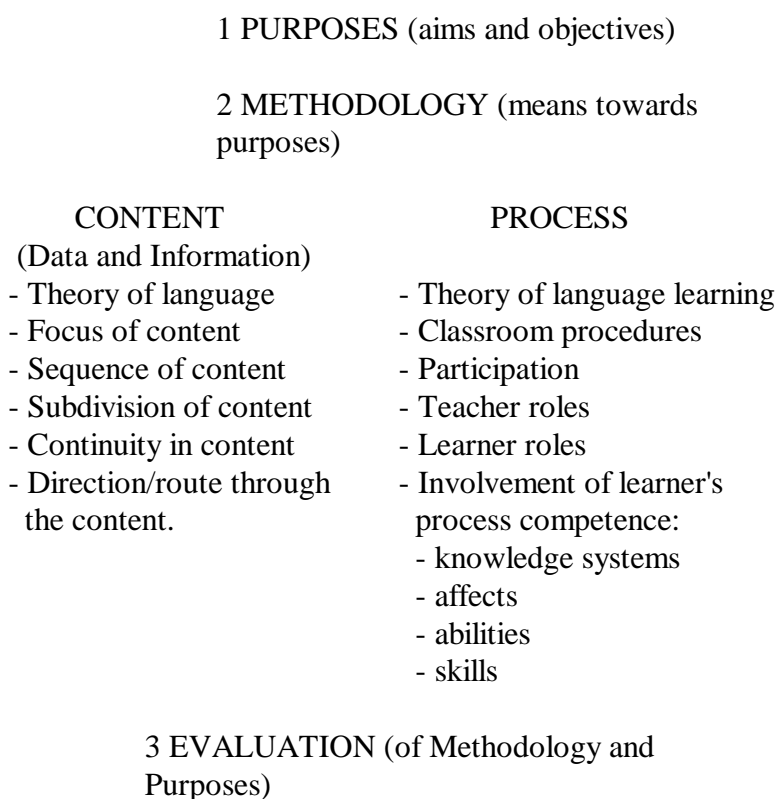 1 PURPOSES (aims and objectives)
2 METHODOLOGY (means towards
purposes)
CONTENT
(Data and Information)
- Theory of language
- Focus of content
- Sequence of content
- Subdivision of content
- Continuity in content
- Direction/route through
the content.
PROCESS
- Theory of language learning
- Classroom procedures
- Participation
- Teacher roles
- Learner roles
- Involvement of learner's
process competence:
- knowledge systems
- affects
- abilities
- skills
3 EVALUATION (of Methodology and
Purposes)